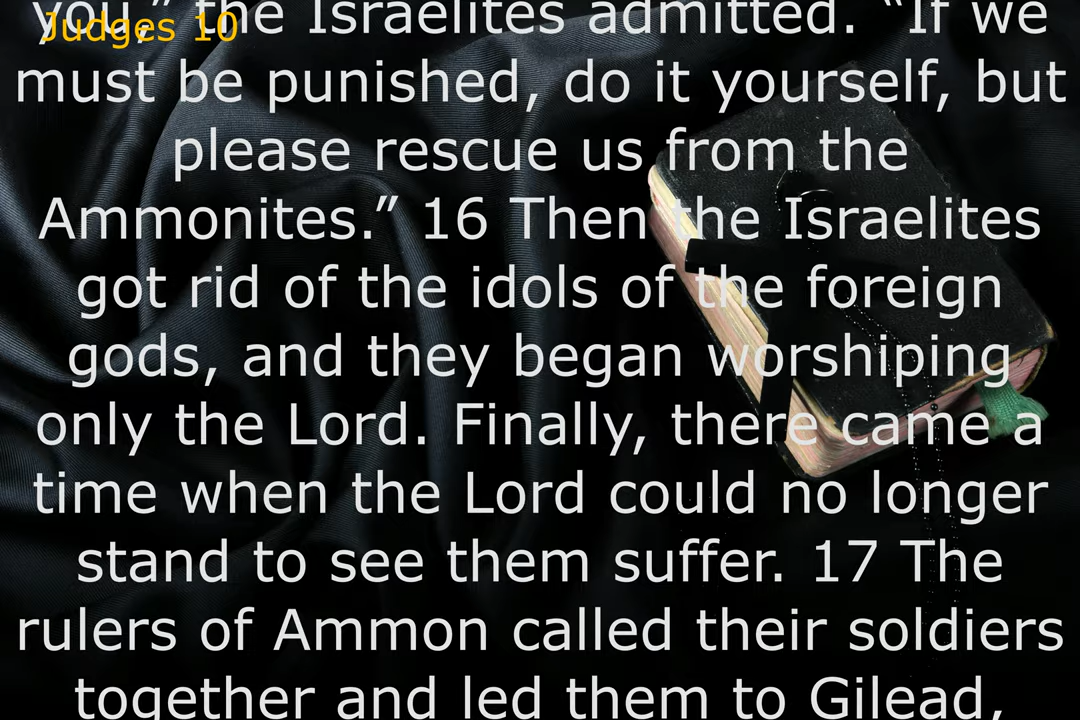 Judges 10
you,” the Israelites admitted. “If we
must be punished, do it yourself, but
please rescue us from the
Ammonites.” 16 Then the Israelites
got rid of the idols of the foreign
gods, and they began worshiping
only the Lord. Finally, there came a
time when the Lord could no longer
stand to see them suffer. 17 The
rulers of Ammon called their soldiers
together and led them to Gilead,